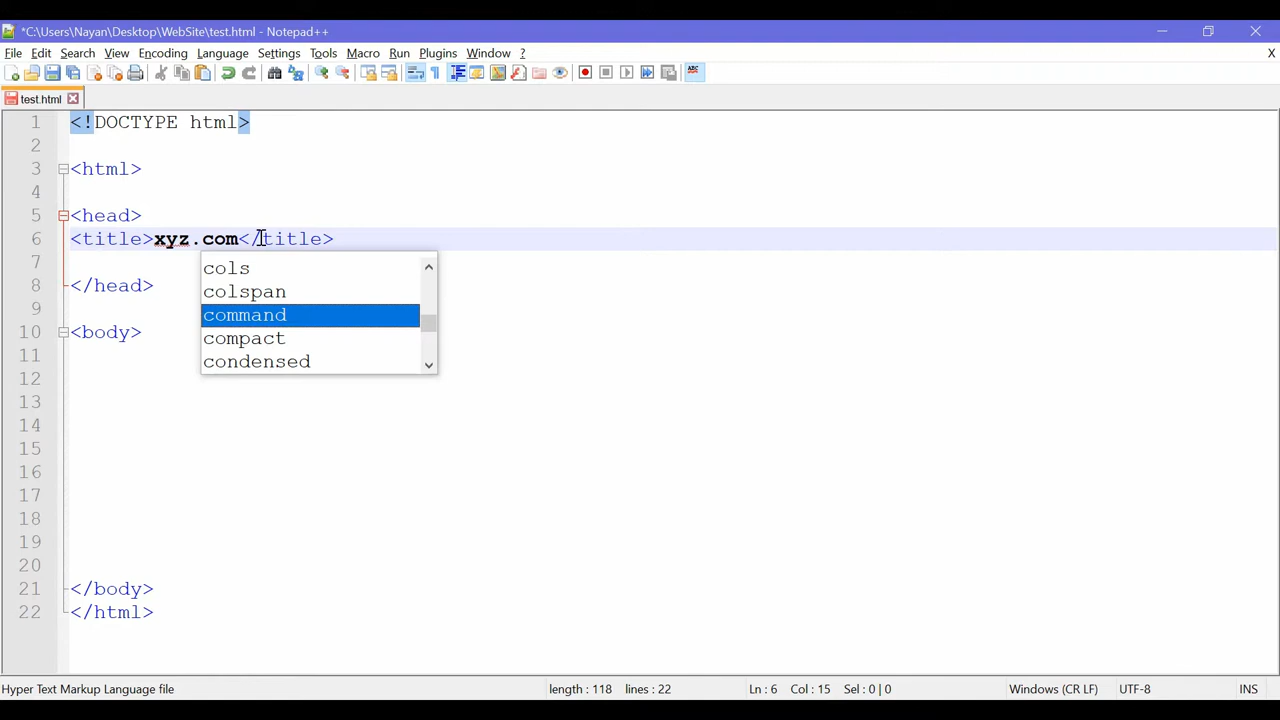 *C:\Users\Nayan\Desktop\WebSite\test.html - Notepad++
File Edit Search View Encoding Language Settings Tools Macro Run Plugins Window ? X
ABC
test.html
1 <!DOCTYPE html>
2
3 <html>
4
5 <head>
6 <title>xyz.com</title>
7
8 </head>
9
10 <body>
11
12
13
14
15
16
17
18
19
20
21 </body>
22 </html>
cols
colspan
command
compact
condensed
Hyper Text Markup Language file length : 118 lines : 22 Ln : 6 Col : 15 Sel : 0 | 0 Windows (CR LF) UTF-8 INS